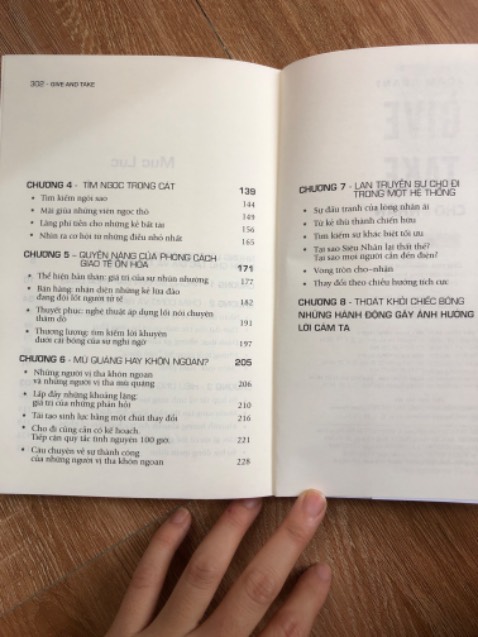 302 - GIVE AND TAKE
CHƯƠNG 4 - TÌM NGỌC TRONG CÁT 139
• Tìm kiếm ngôi sao 144
• Mài giũa những viên ngọc thô 149
• Lãng phí tiền cho những kẻ bất tài 156
• Nhìn ra cơ hội từ những điều nhỏ nhất 165
CHƯƠNG 5 - QUYỀN NĂNG CỦA PHONG CÁCH
GIAO TẾ ÔN HÒA 171
• Thể hiện bản thân: giá trị của sự nhún nhường 177
• Bán hàng: nhận diện những kẻ lừa đảo
đang đội lốt người tử tế 182
• Thuyết phục: nghệ thuật áp dụng lối nói chuyện
thăm dò 191
• Thương lượng: tìm kiếm lời khuyên
dưới cái bóng của sự nghi ngờ 197
CHƯƠNG 6 - MÙ QUÁNG HAY KHÔN NGOAN? 205
• Những người vị tha khôn ngoan
và những người vị tha mù quáng 206
• Lấp đầy những khoảng lặng:
giá trị của những phản hồi 210
• Tái tạo sinh lực bằng một chút thay đổi 216
• Cho đi cũng cần có kế hoạch.
Tiếp cận quy tắc tình nguyện 100 giờ. 221
• Câu chuyện về sự thành công
của những người vị tha khôn ngoan 228
CHƯƠNG 7 - LAN TRUYỀN SỰ CHO ĐI
TRONG MỘT HỆ THỐNG
• Sự đấu tranh của lòng nhân ái
• Từ kẻ thù thành chiến hữu
• Tìm kiếm sự khác biệt tối ưu
• Tại sao Siêu Nhân lại thất thế?
Tại sao mọi người cần đến điện?
• Vòng tròn cho-nhận
• Thay đổi theo chiều hướng tích cực
CHƯƠNG 8 - THOÁT KHỎI CHIẾC BÓNG
NHỮNG HÀNH ĐỘNG GÂY ẢNH HƯỞNG
LỜI CẢM TẠ